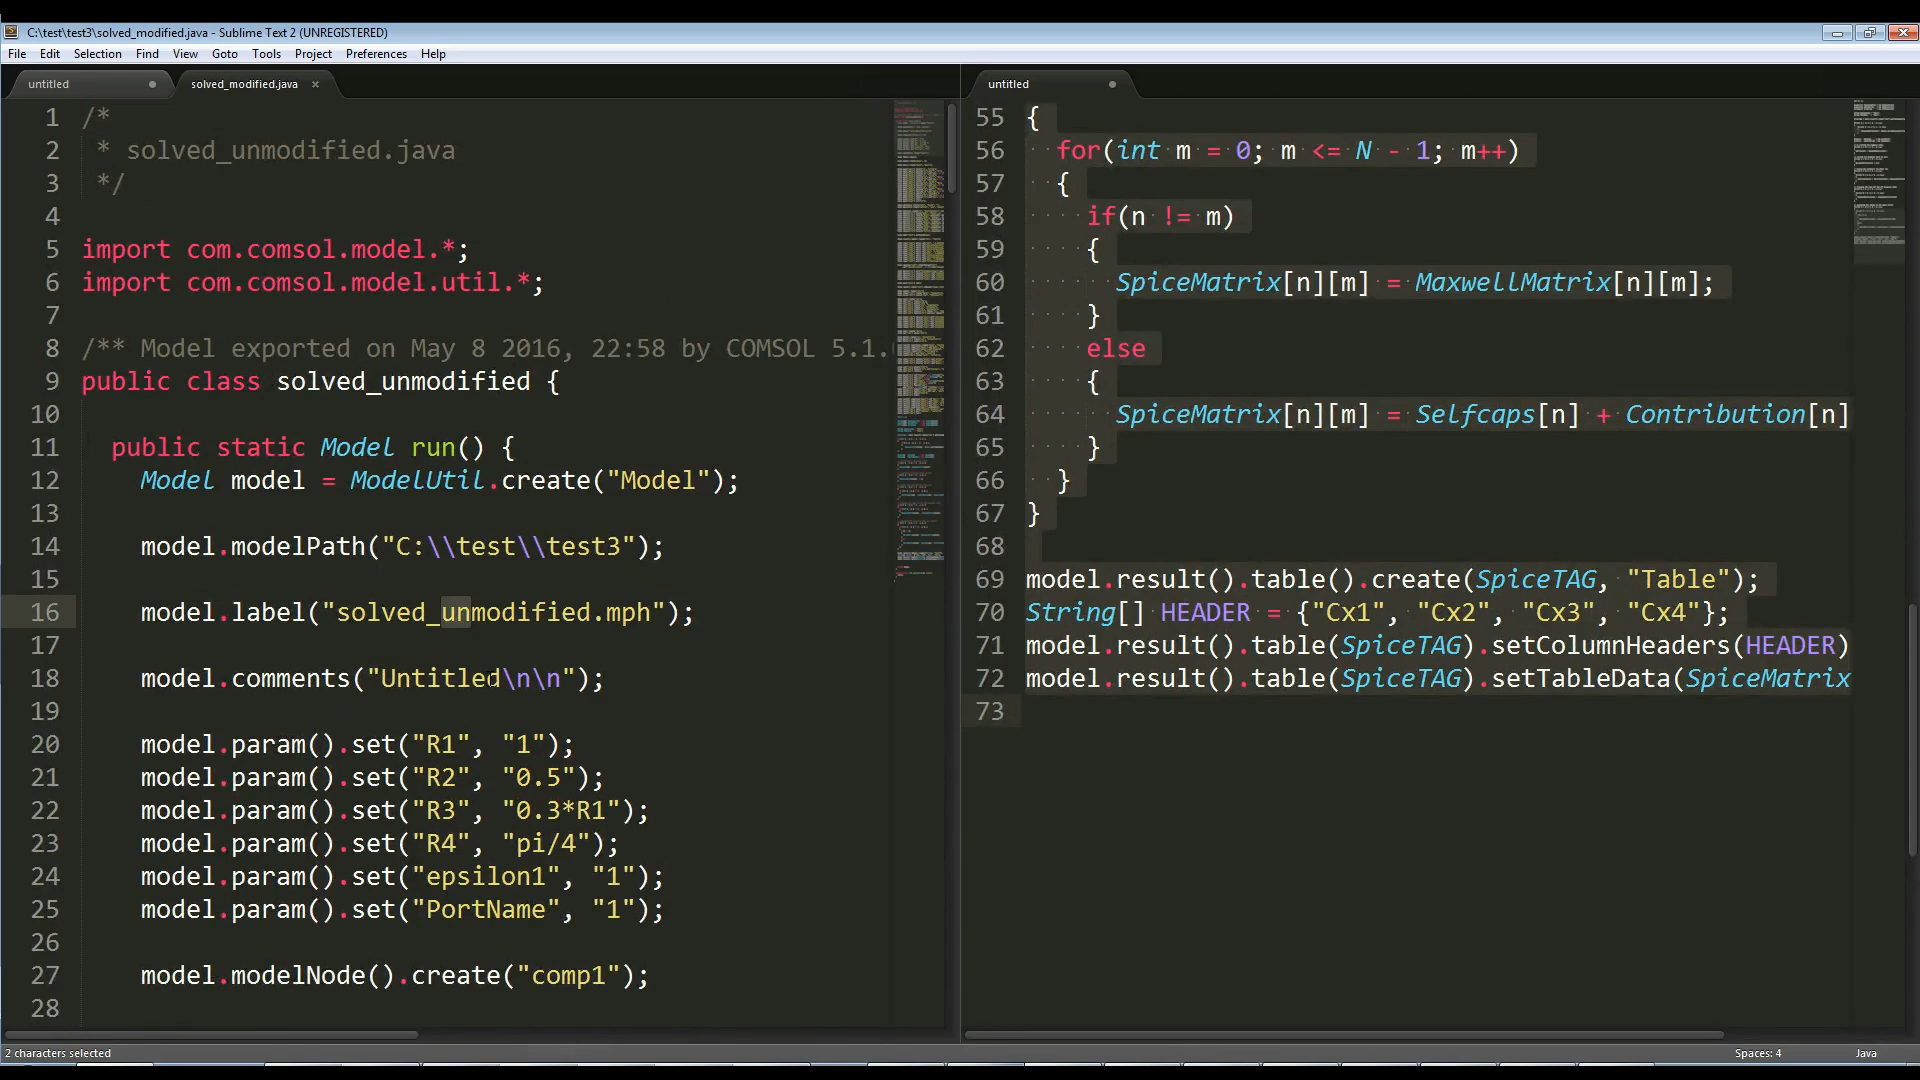 C:\test\test3\solved_modified.java - Sublime Text 2 (UNREGISTERED)
File Edit Selection Find View Goto Tools Project Preferences Help
untitled solved_modified.java × untitled
1 /*
2 * solved_unmodified.java
3 */
4
5 import com.comsol.model.*;
6 import com.comsol.model.util.*;
7
8 /** Model exported on May 8 2016, 22:58 by COMSOL 5.1.
9 public class solved_unmodified {
10
11 public static Model run() {
12 Model model = ModelUtil.create("Model");
13
14 model.modelPath("C:\\test\\test3");
15
16 model.label("solved_unmodified.mph");
17
18 model.comments("Untitled\n\n");
19
20 model.param().set("R1", "1");
21 model.param().set("R2", "0.5");
22 model.param().set("R3", "0.3*R1");
23 model.param().set("R4", "pi/4");
24 model.param().set("epsilon1", "1");
25 model.param().set("PortName", "1");
26
27 model.modelNode().create("comp1");
28
55 {
56 for(int m = 0; m <= N - 1; m++)
57 {
58 if(n != m)
59 {
60 SpiceMatrix[n][m] = MaxwellMatrix[n][m];
61 }
62 else
63 {
64 SpiceMatrix[n][m] = Selfcaps[n] + Contribution[n]
65 }
66 }
67 }
68
69 model.result().table().create(SpiceTAG, "Table");
70 String[] HEADER = {"Cx1", "Cx2", "Cx3", "Cx4"};
71 model.result().table(SpiceTAG).setColumnHeaders(HEADER)
72 model.result().table(SpiceTAG).setTableData(SpiceMatrix
73
2 characters selected Spaces: 4 Java